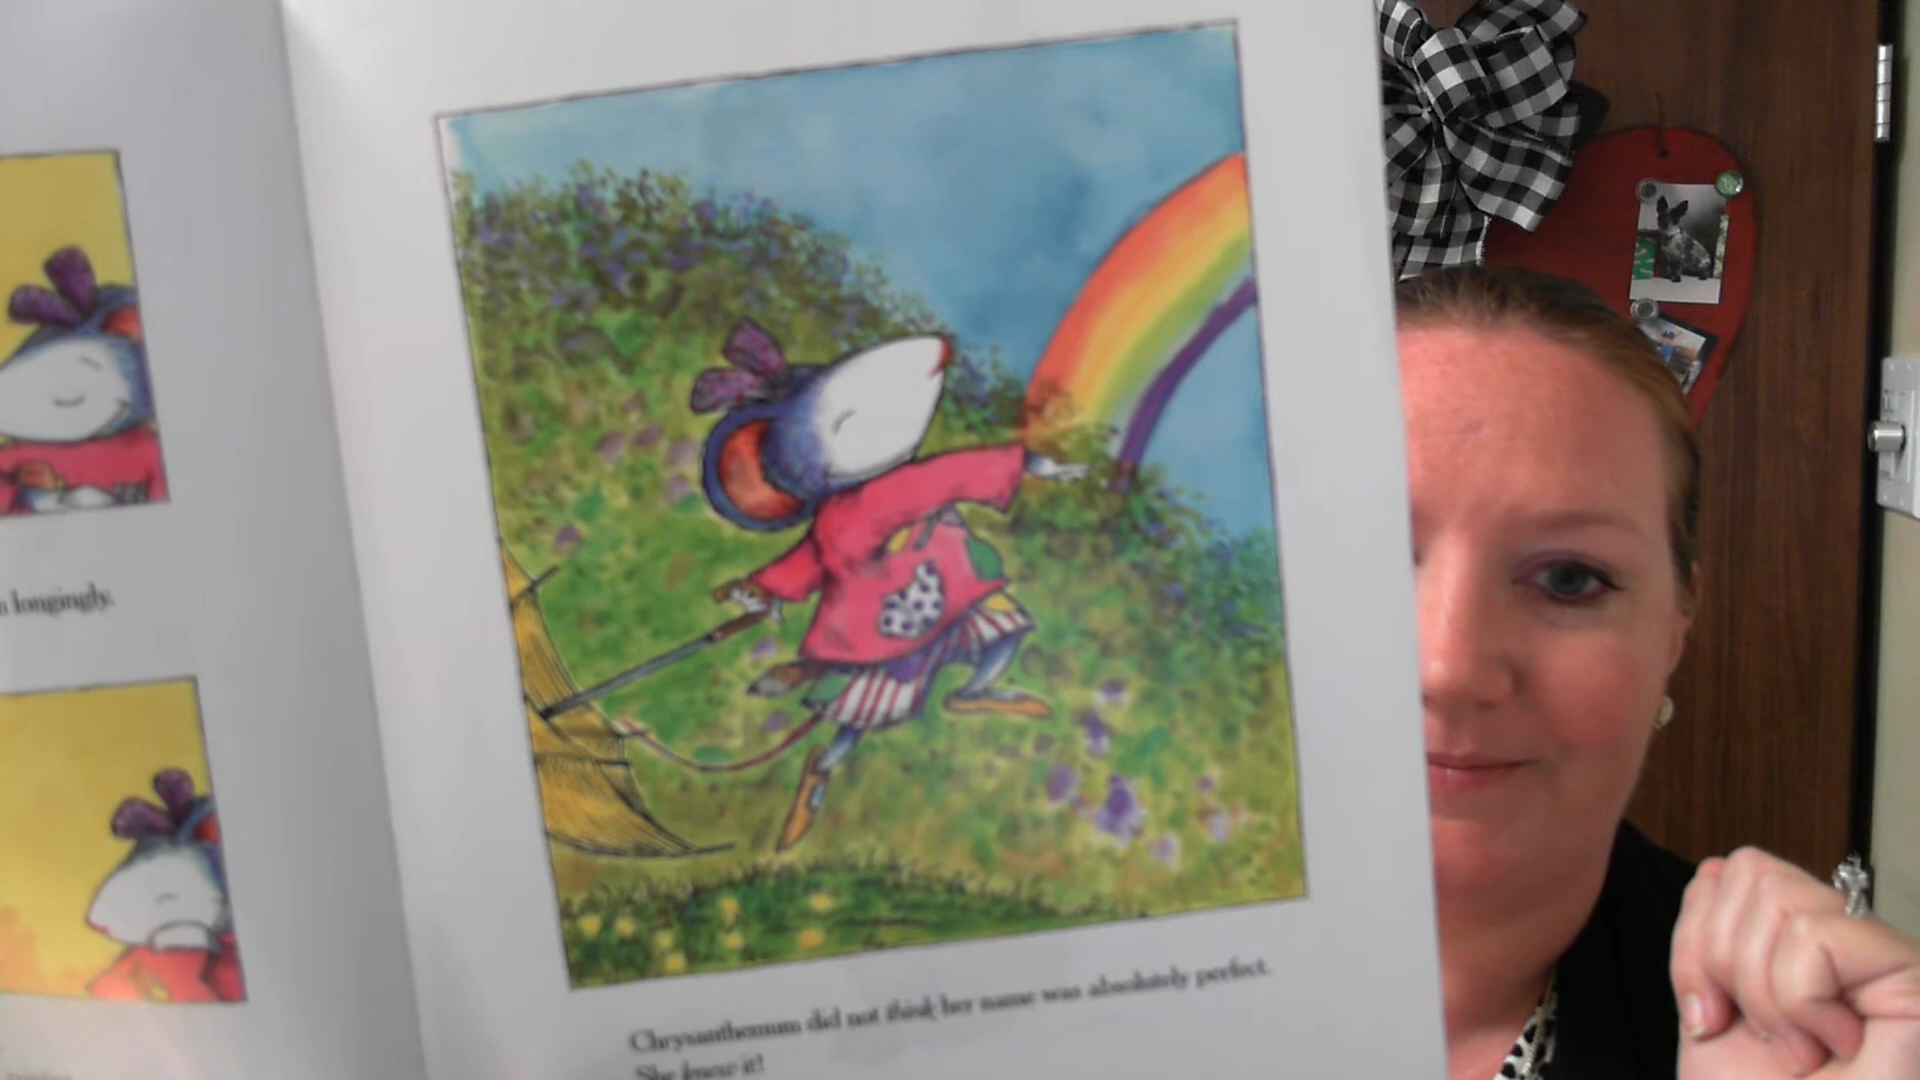 longingly.
Chrysanthemum did not think her name was absolutely perfect.
She knew it!